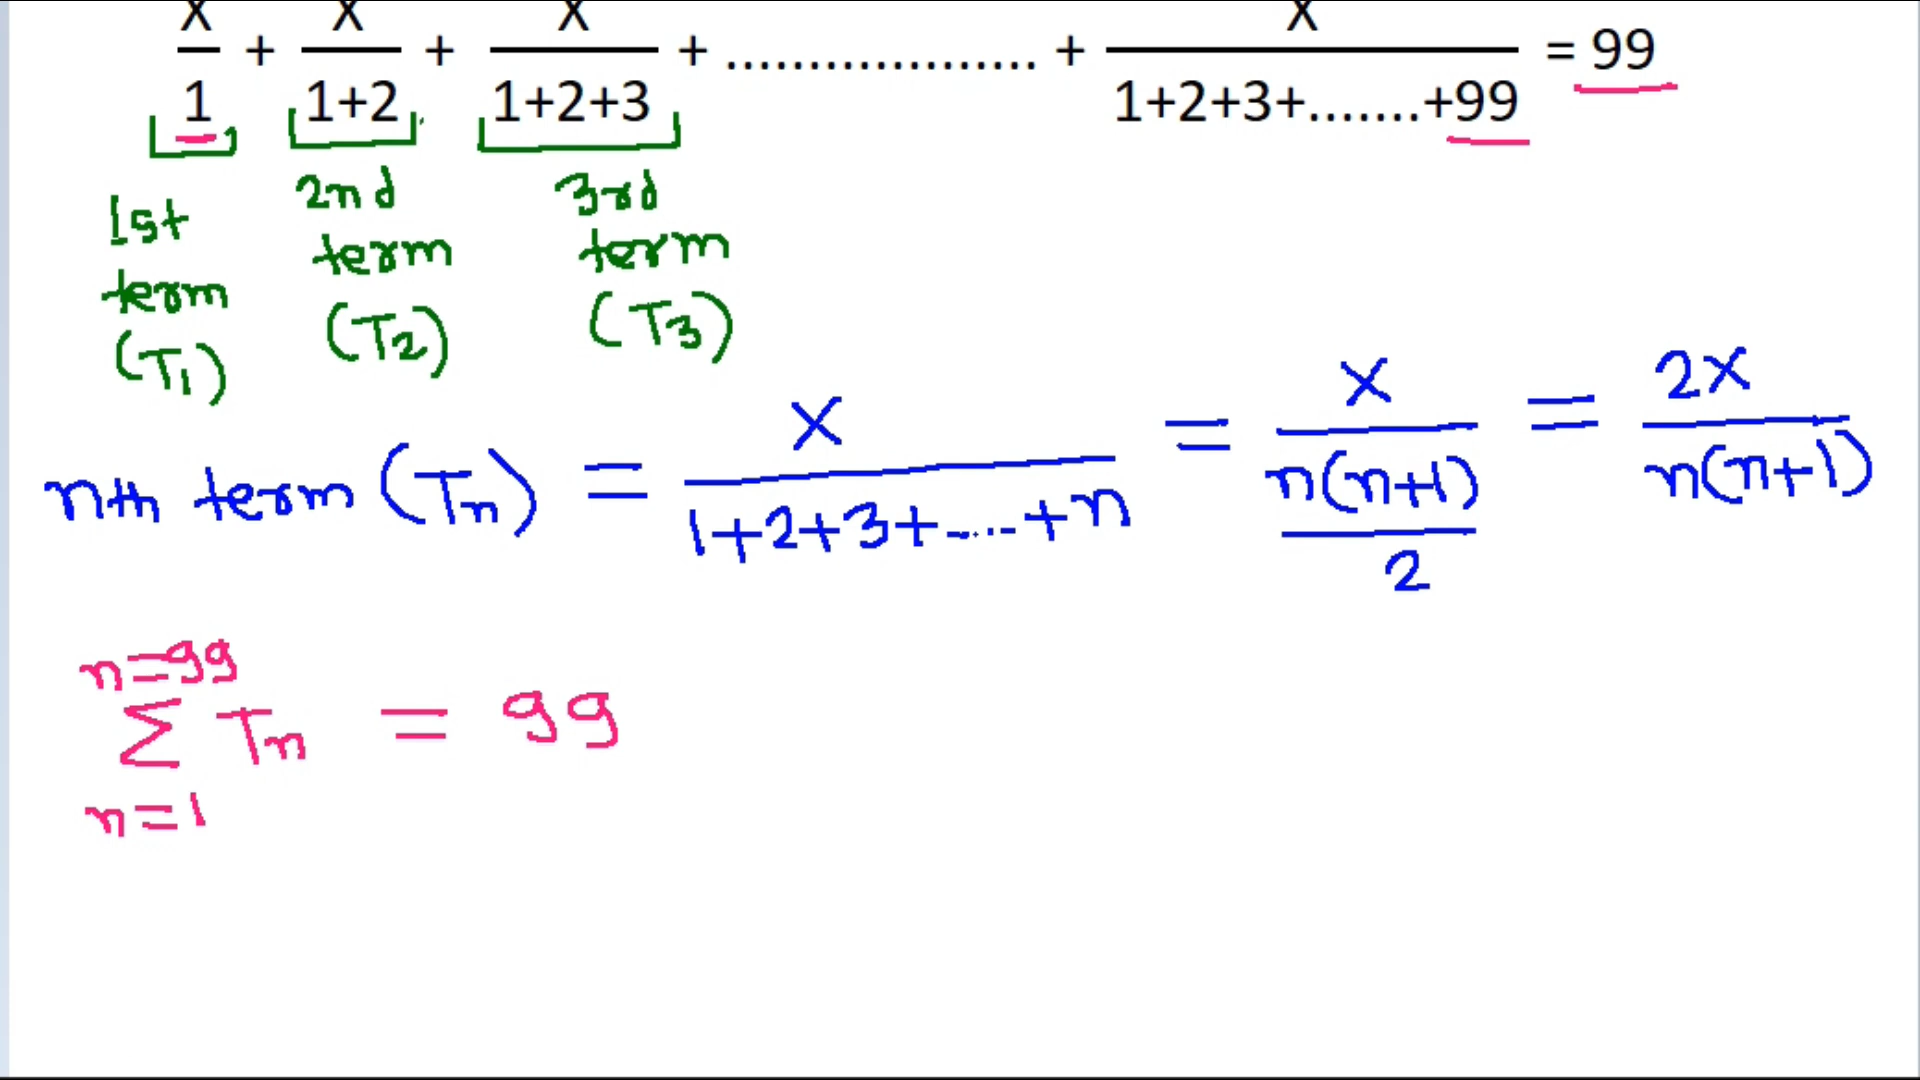 x/1 + x/1+2 + x/1+2+3 + ................... + x/1+2+3+.......+99 = 99
1st term (T1)
2nd term (T2)
3rd term (T3)
nth term (Tn) = x/1+2+3+.....+n = x/n(n+1)/2 = 2x/n(n+1)
n=99
Σ Tn = 99
n=1